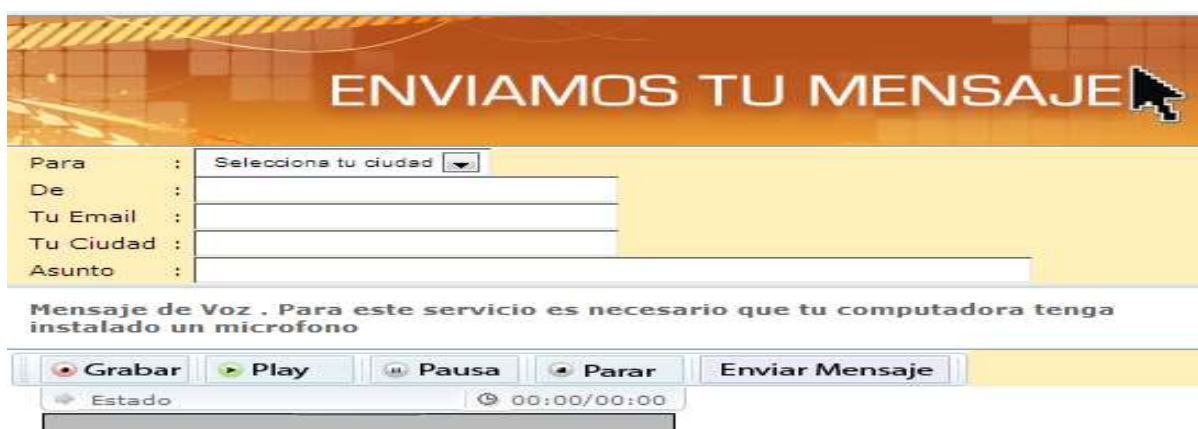 ENVIAMOS TU MENSAJE
Para : Selecciona tu ciudad
De :
Tu Email :
Tu Ciudad :
Asunto :
Mensaje de Voz . Para este servicio es necesario que tu computadora tenga
instalado un microfono
Grabar Play Pausa Parar Enviar Mensaje
Estado 00:00/00:00